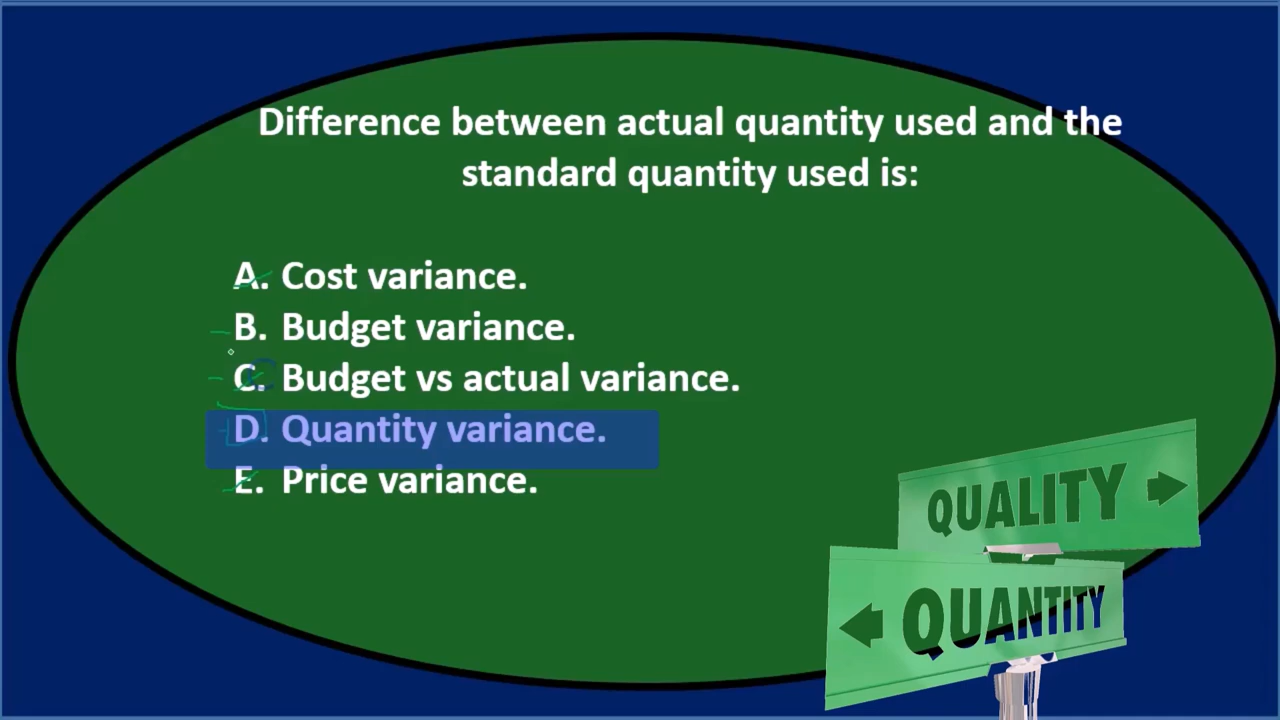 Difference between actual quantity used and the
standard quantity used is:
A. Cost variance.
B. Budget variance.
C. Budget vs actual variance.
D. Quantity variance.
E. Price variance.
QUALITY
QUANTITY